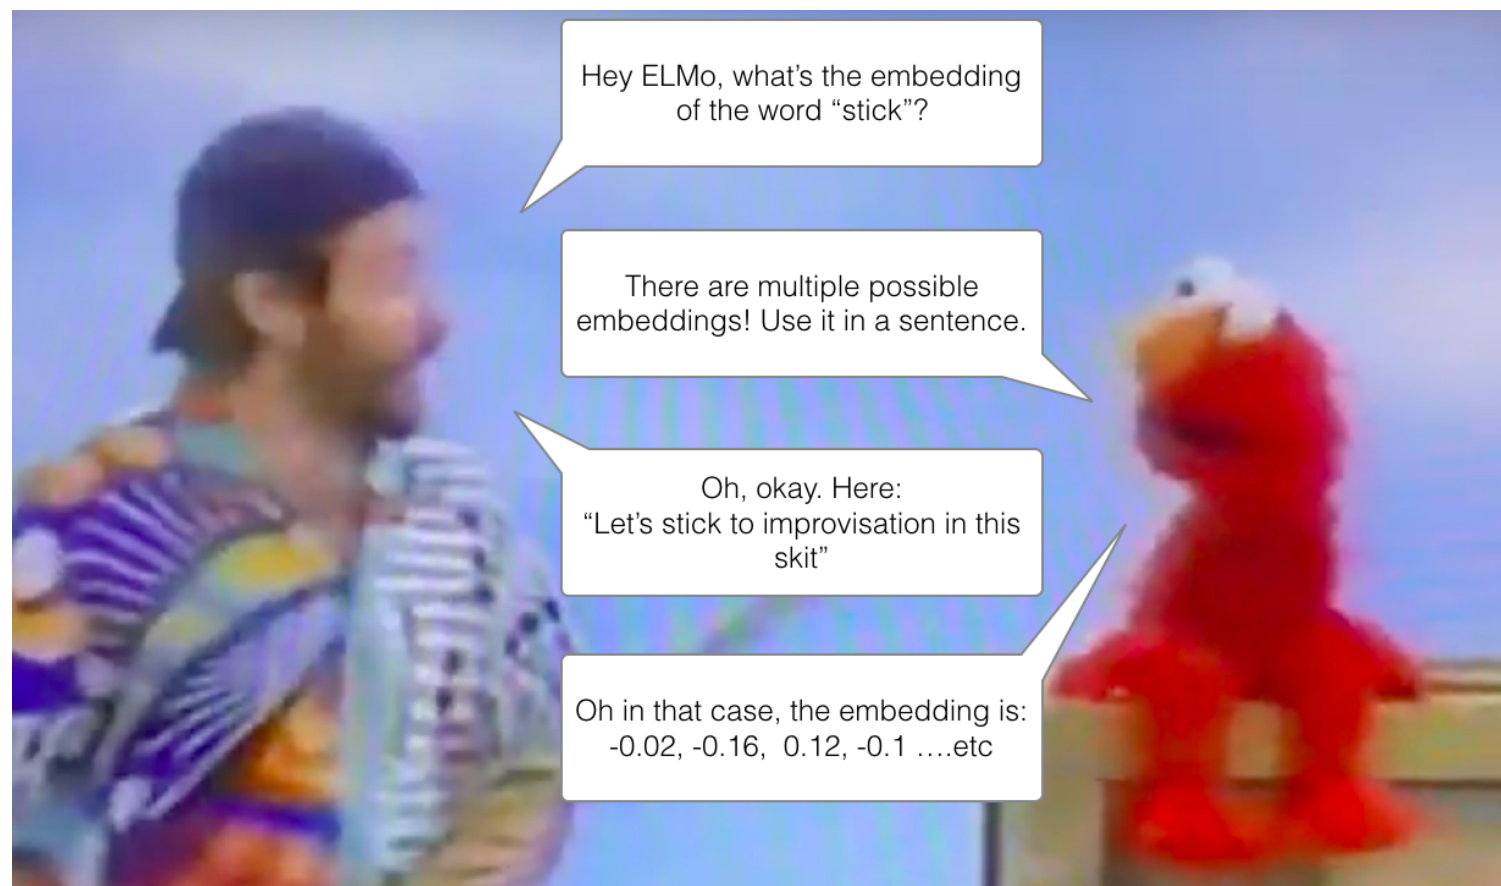 Hey ELMo, what’s the embedding
of the word “stick”?
There are multiple possible
embeddings! Use it in a sentence.
Oh, okay. Here:
“Let’s stick to improvisation in this
skit”
Oh in that case, the embedding is:
-0.02, -0.16,  0.12, -0.1 ….etc